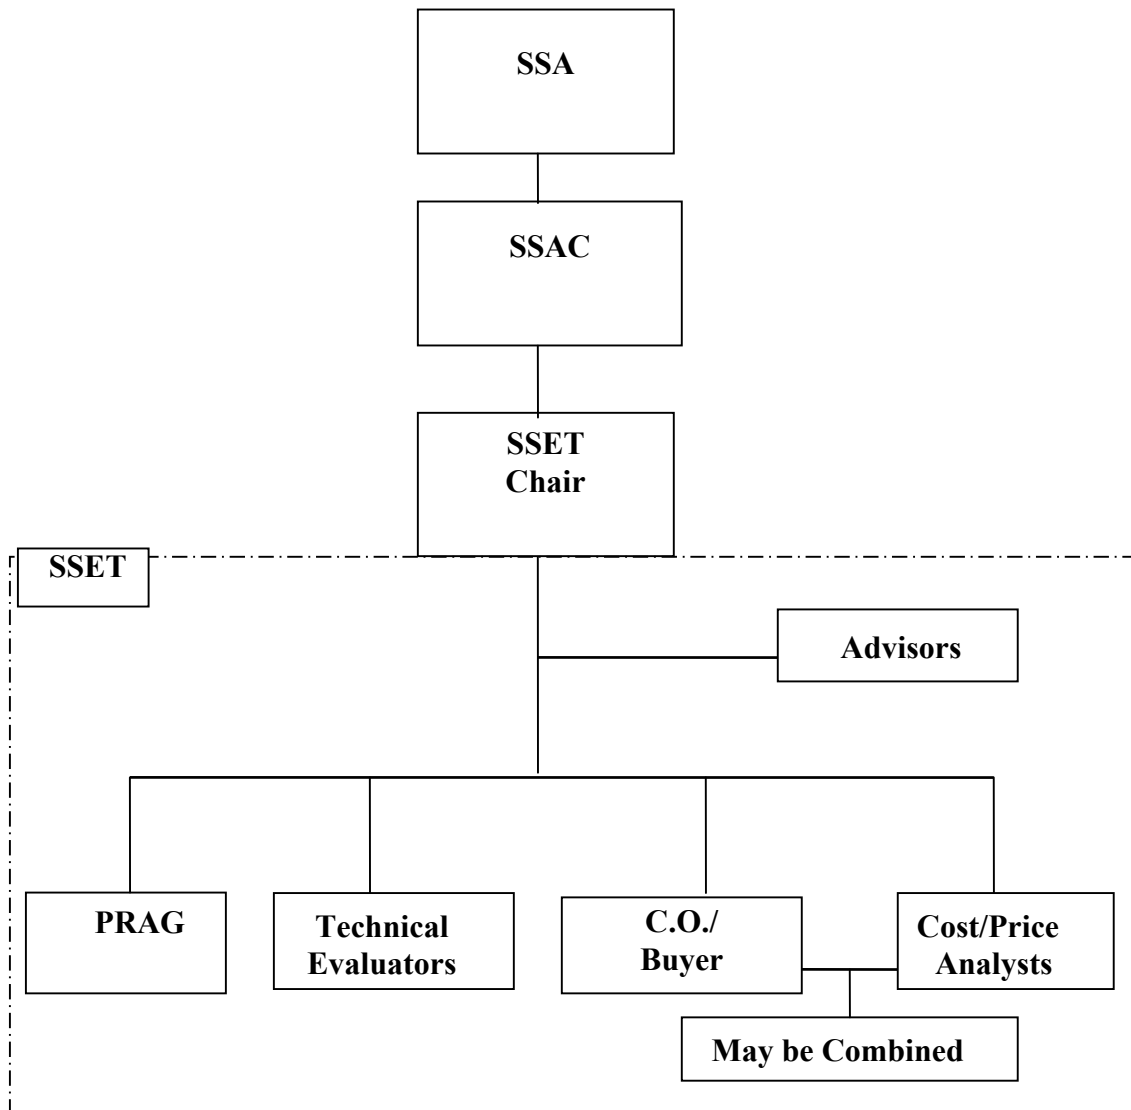 SSA
SSAC
SSET
Chair
SSET
Advisors
PRAG
Technical
Evaluators
C.O./
Buyer
Cost/Price
Analysts
May be Combined